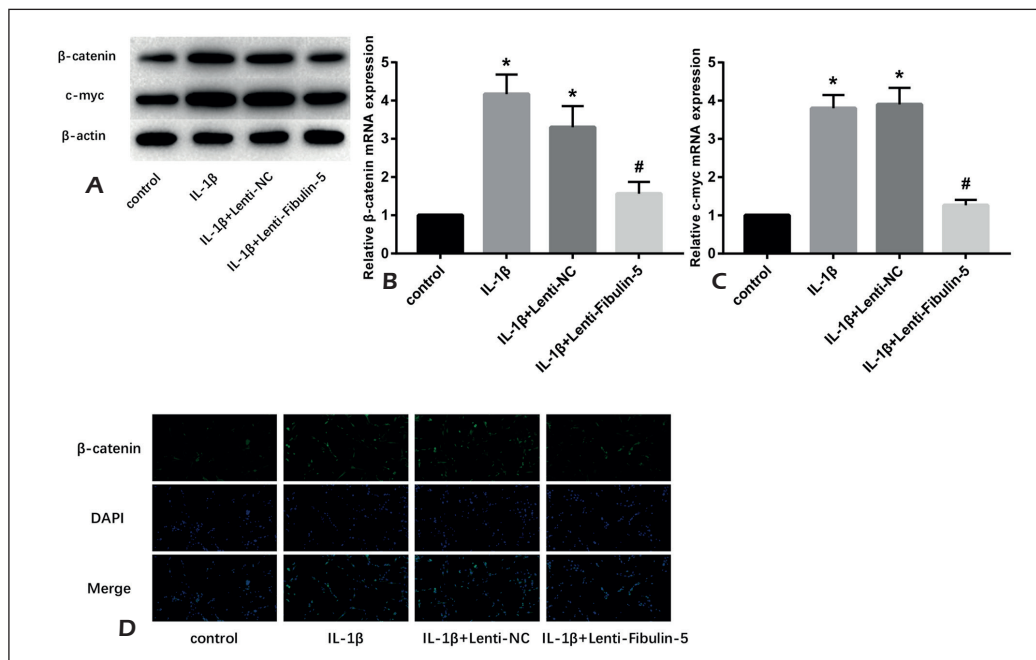 β-catenin
c-myc
β-actin
control
IL-1β
IL-1β+Lenti-NC
IL-1β+Lenti-Fibulin-5
A
Relative β-catenin mRNA expression
5
4
3
2
1
0
*
*
#
control
IL-1β
IL-1β+Lenti-NC
IL-1β+Lenti-Fibulin-5
B
Relative c-myc mRNA expression
5
4
3
2
1
0
*
*
#
control
IL-1β
IL-1β+Lenti-NC
IL-1β+Lenti-Fibulin-5
C
β-catenin
DAPI
Merge
D
control
IL-1β
IL-1β+Lenti-NC
IL-1β+Lenti-Fibulin-5